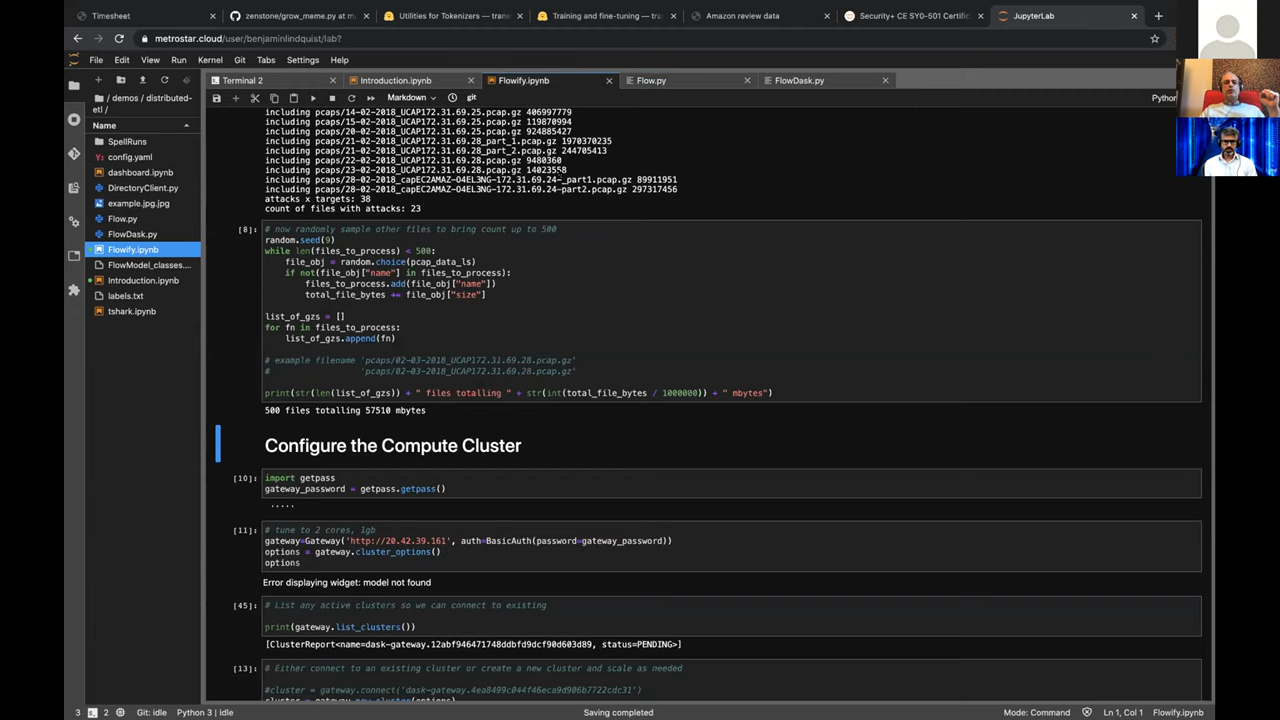 Timesheet
zenstone/grow_meme.py at m...
Utilities for Tokenizers — trans...
Training and fine-tuning — tra...
Amazon review data
Security+ CE SY0-501 Certific...
JupyterLab
metrostar.cloud/user/benjaminlindquist/lab?
File Edit View Run Kernel Git Tabs Settings Help
Terminal 2
Introduction.ipynb
Flowify.ipynb
Flow.py
FlowDask.py
Markdown
git
Python
/ demos / distributed-
etl /
Name
SpellRuns
config.yaml
dashboard.ipynb
DirectoryClient.py
example.jpg.jpg
Flow.py
FlowDask.py
Flowify.ipynb
FlowModel_classes....
Introduction.ipynb
labels.txt
tshark.ipynb
including pcaps/14-02-2018_UCAP172.31.69.25.pcap.gz 406997779
including pcaps/15-02-2018_UCAP172.31.69.25.pcap.gz 119870994
including pcaps/20-02-2018_UCAP172.31.69.25.pcap.gz 924885427
including pcaps/21-02-2018_UCAP172.31.69.28_part_1.pcap.gz 1970370235
including pcaps/21-02-2018_UCAP172.31.69.28_part_2.pcap.gz 244705413
including pcaps/22-02-2018_UCAP172.31.69.28.pcap.gz 9480360
including pcaps/23-02-2018_UCAP172.31.69.28.pcap.gz 14023558
including pcaps/28-02-2018_capEC2AMAZ-O4EL3NG-172.31.69.24-_part1.pcap.gz 89911951
including pcaps/28-02-2018_capEC2AMAZ-O4EL3NG-172.31.69.24-part2.pcap.gz 297317456
attacks x targets: 38
count of files with attacks: 23
[8]: # now randomly sample other files to bring count up to 500
random.seed(9)
while len(files_to_process) < 500:
file_obj = random.choice(pcap_data_ls)
if not(file_obj["name"] in files_to_process):
files_to_process.add(file_obj["name"])
total_file_bytes += file_obj["size"]
list_of_gzs = []
for fn in files_to_process:
list_of_gzs.append(fn)
# example filename 'pcaps/02-03-2018_UCAP172.31.69.28.pcap.gz'
# 'pcaps/02-03-2018_UCAP172.31.69.28.pcap.gz'
print(str(len(list_of_gzs)) + " files totalling " + str(int(total_file_bytes / 1000000)) + " mbytes")
500 files totalling 57510 mbytes
Configure the Compute Cluster
[10]: import getpass
gateway_password = getpass.getpass()
·····
[11]: # tune to 2 cores, 1gb
gateway=Gateway('http://20.42.39.161', auth=BasicAuth(password=gateway_password))
options = gateway.cluster_options()
options
Error displaying widget: model not found
[45]: # List any active clusters so we can connect to existing
print(gateway.list_clusters())
[ClusterReport<name=dask-gateway.12abf946471748ddbfd9dcf90d603d89, status=PENDING>]
[13]: # Either connect to an existing cluster or create a new cluster and scale as needed
#cluster = gateway.connect('dask-gateway.4ea8499c044f46eca9d906b7722cdc31')
cluster = gateway.new_cluster(options)
3 2 Git: idle Python 3 | Idle
Saving completed
Mode: Command Ln 1, Col 1 Flowify.ipynb